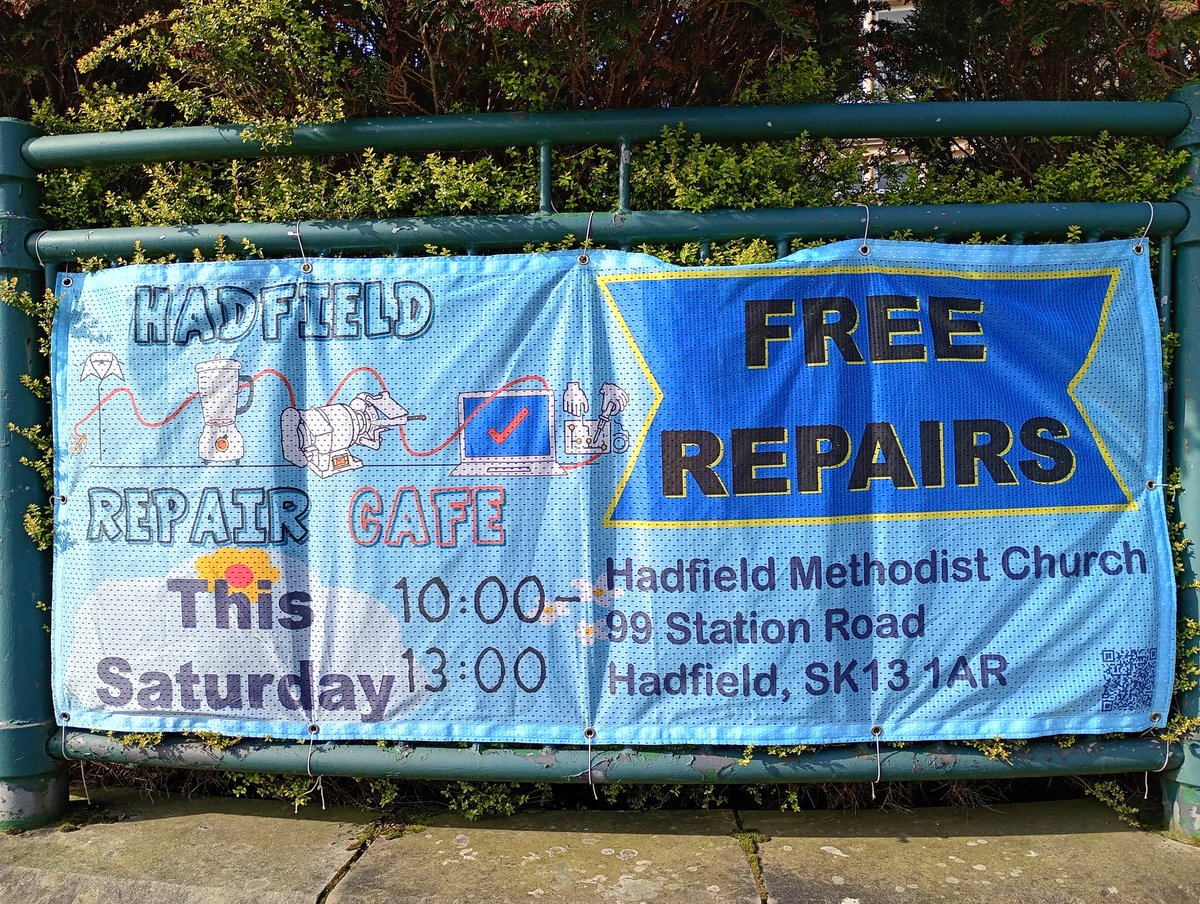 HADFIELD
REPAIR CAFE
This
Saturday
10:00-
13:00
FREE
REPAIRS
Hadfield Methodist Church
99 Station Road
Hadfield, SK13 1AR